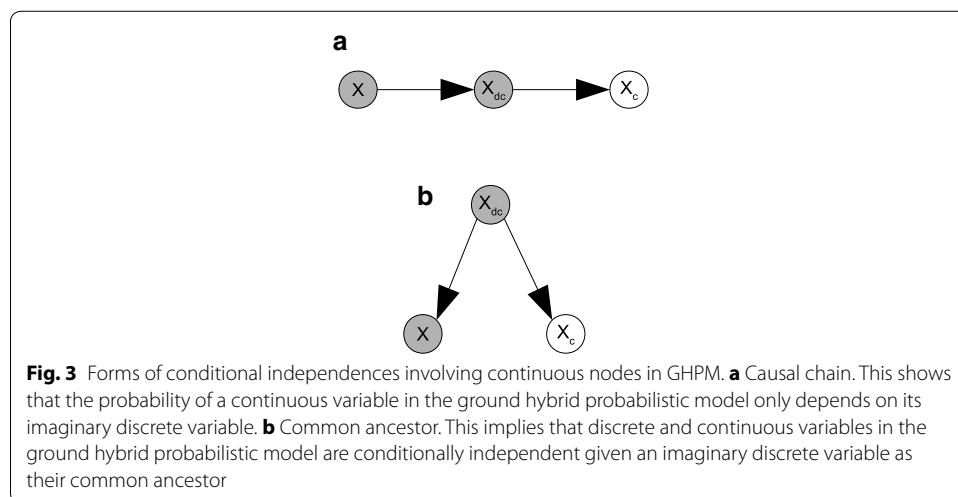 a
X X_dc X_c
b
X_dc
X X_c
Fig. 3 Forms of conditional independences involving continuous nodes in GHPM. a Causal chain. This shows
that the probability of a continuous variable in the ground hybrid probabilistic model only depends on its
imaginary discrete variable. b Common ancestor. This implies that discrete and continuous variables in the
ground hybrid probabilistic model are conditionally independent given an imaginary discrete variable as
their common ancestor